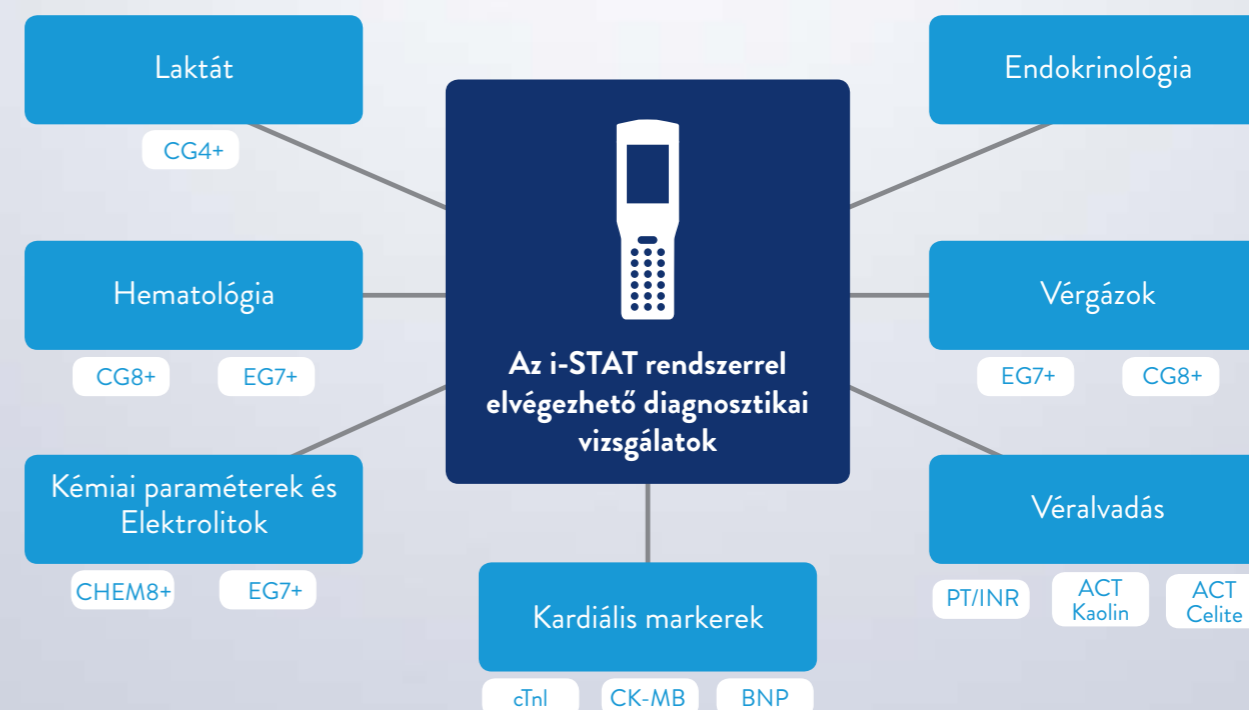 Laktát
CG4+
Hematológia
CG8+ EG7+
Kémiai paraméterek és
Elektrolitok
CHEM8+ EG7+
Az i-STAT rendszerrel
elvégezhető diagnosztikai
vizsgálatok
Kardiális markerek
cTnI CK-MB BNP
Endokrinológia
Vérgázok
EG7+ CG8+
Véralvadás
PT/INR
ACT
Kaolin
ACT
Celite